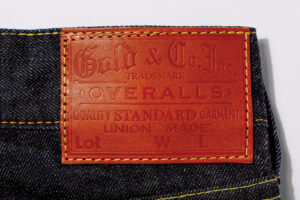 Gold & Co. Inc.
TRADEMARK
OVERALLS
QUALITY STANDARD GARMENT
UNION MADE
Lot W L